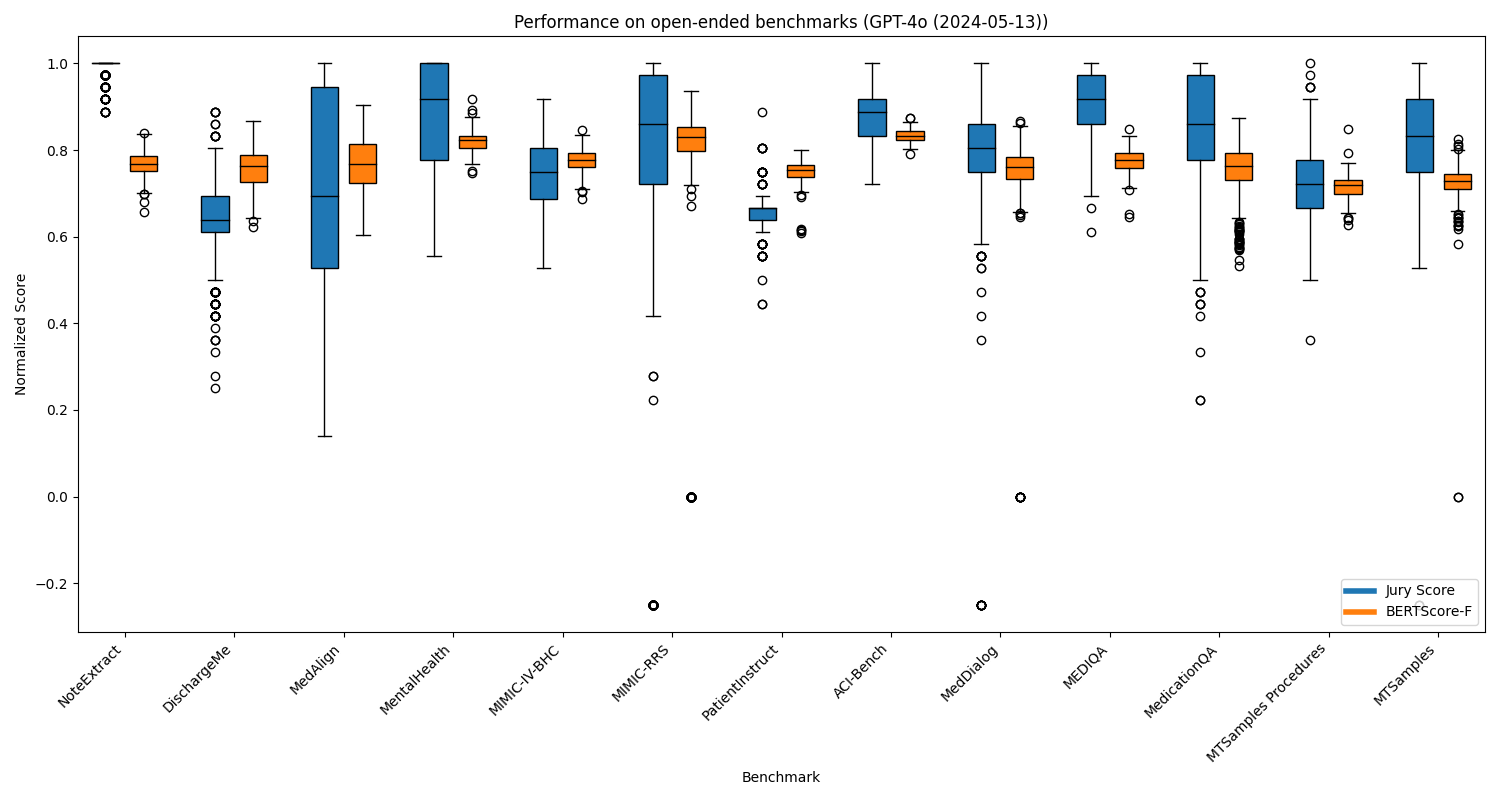 Performance on open-ended benchmarks (GPT-4o (2024-05-13))
Normalized Score
1.0
0.8
0.6
0.4
0.2
0.0
−0.2
Jury Score
BERTScore-F
NoteExtract
DischargeMe
MedAlign
MentalHealth
MIMIC-IV-BHC
MIMIC-RRS
PatientInstruct
ACI-Bench
MedDialog
MEDIQA
MedicationQA
MTSamples Procedures
MTSamples
Benchmark